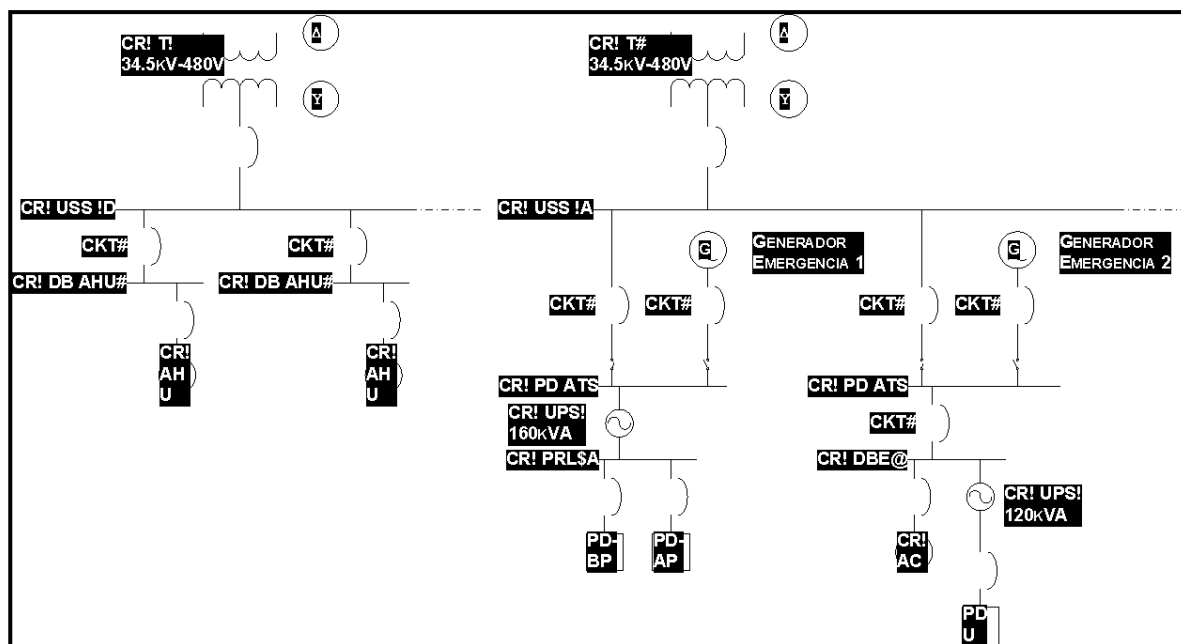 CR! T!
34.5KV-480V
Δ
Y
CR! T#
34.5KV-480V
Δ
Y
CR! USS !D
CKT#
CKT#
CR! DB AHU#
CR! DB AHU#
CR!
AH
U
CR!
AH
U
CR! USS !A
G
GENERADOR
EMERGENCIA 1
G
GENERADOR
EMERGENCIA 2
CKT#
CKT#
CKT#
CKT#
CR! PD ATS
CR! PD ATS
CR! UPS!
160KVA
CKT#
CR! PRL$A
CR! DBE@
CR! UPS!
120KVA
PD-
BP
PD-
AP
CR!
AC
PD
U